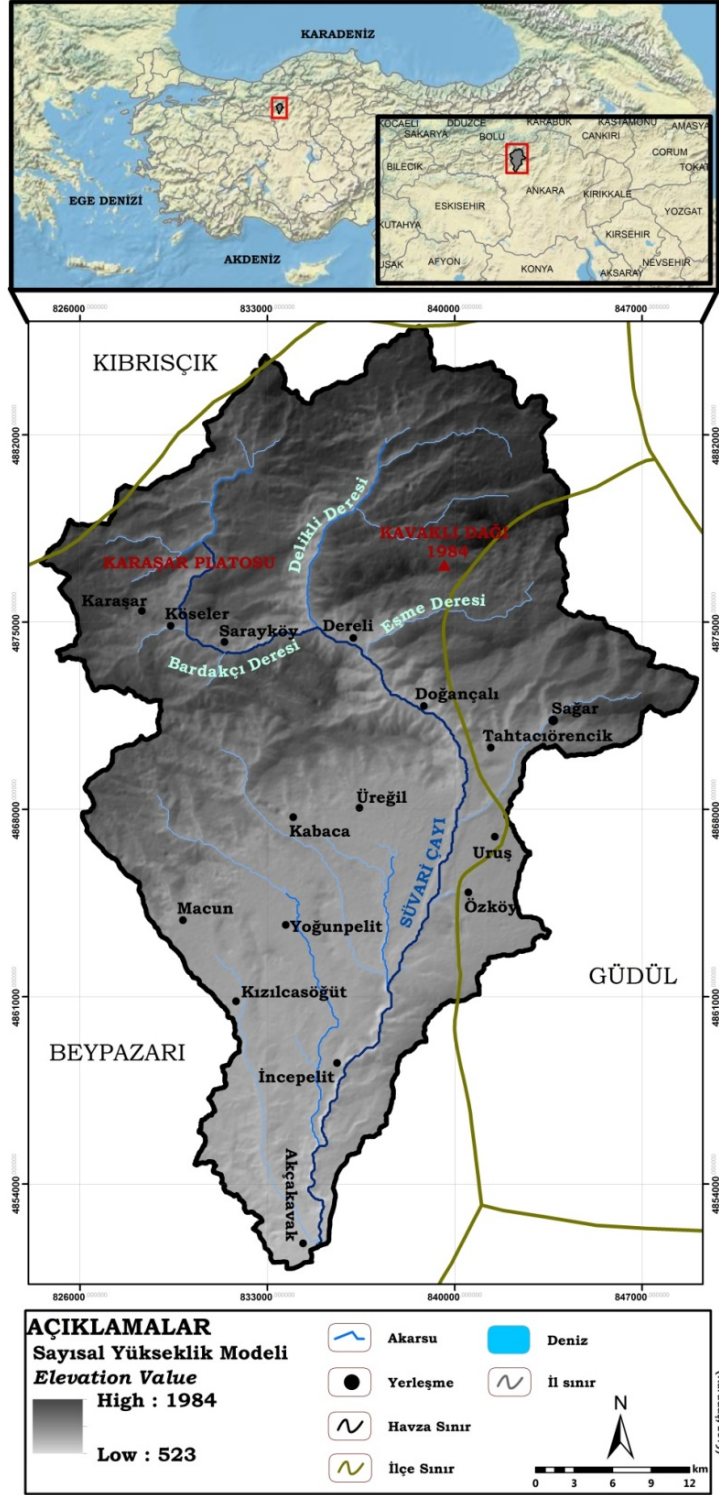 KARADENİZ
EGE DENİZİ
AKDENİZ
KOCAELI
DUZCE
KARABUK
KASTAMONU
AMASYA
SAKARYA
BOLU
CANKIRI
CORUM
TOKAT
BILECIK
ANKARA
KIRIKKALE
ESKISEHIR
YOZGAT
KUTAHYA
KIRSEHIR
USAK
AFYON
KONYA
AKSARAY
NEVSEHIR
826000
833000
840000
847000
KIBRISÇIK
4882000
4882000
Delikli Deresi
KAVAKLI DAĞI
1984
KARAŞAR PLATOSU
Karaşar
Köseler
Eşme Deresi
4875000
4875000
Sarayköy
Dereli
Bardakçı Deresi
Doğançalı
Sağar
Tahtacıörencik
Üreğil
4868000
4868000
Kabaca
Uruş
SÜVARİ ÇAYI
Özköy
Macun
Yoğunpelit
GÜDÜL
Kızılcasöğüt
4861000
4861000
BEYPAZARI
İncepelit
Akçakavak
4854000
4854000
826000
833000
840000
847000
AÇIKLAMALAR
Sayısal Yükseklik Modeli
Elevation Value
High : 1984
Low : 523
Akarsu
Deniz
Yerleşme
İl sınır
Havza Sınır
İlçe Sınır
N
km
0 3 6 9 12